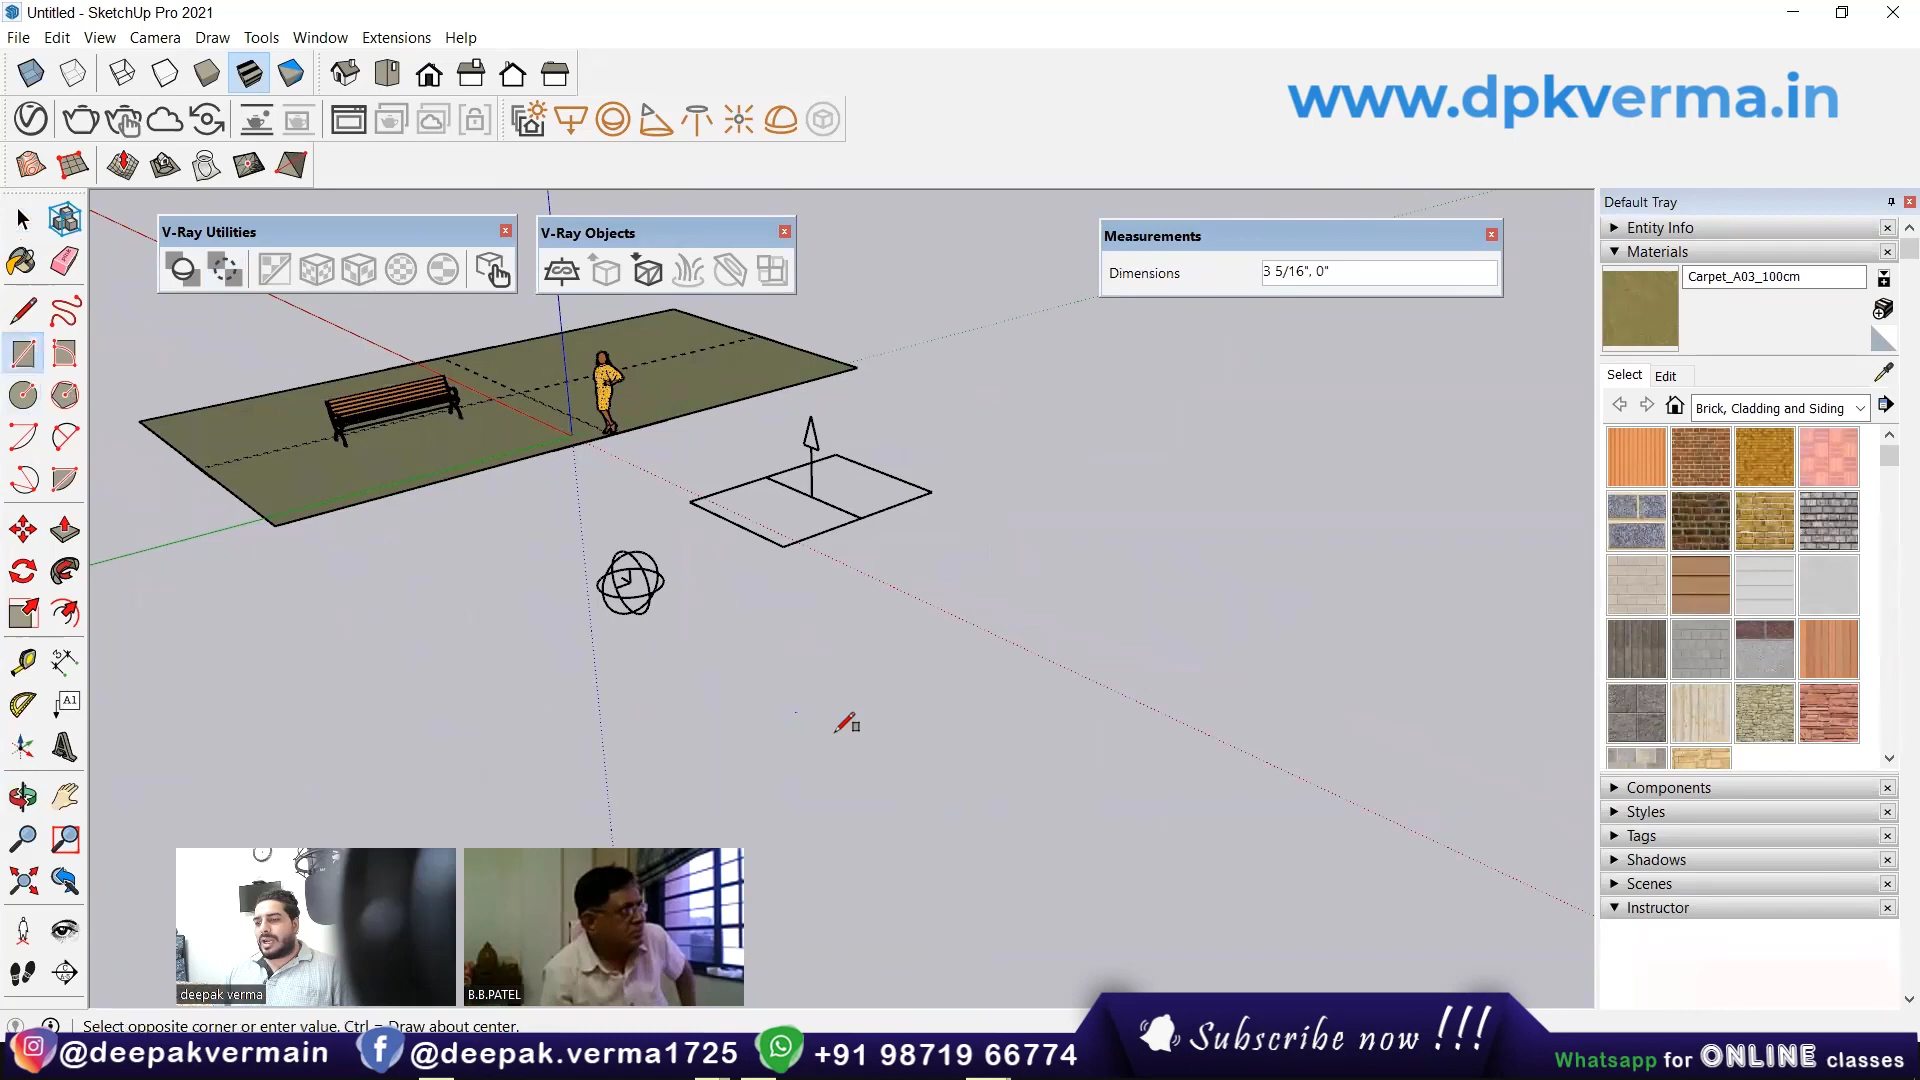 Untitled - SketchUp Pro 2021
File Edit View Camera Draw Tools Window Extensions Help
www.dpkverma.in
V-Ray Utilities
V-Ray Objects
Measurements
Dimensions 3 5/16", 0"
Default Tray
Entity Info
Materials
Carpet_A03_100cm
Select Edit
Brick, Cladding and Siding
A1
Components
Styles
Tags
Shadows
Scenes
Instructor
deepak verma
B.B.PATEL
Select opposite corner or enter value. Ctrl = Draw about center.
@deepakvermain
@deepak.verma1725
+91 98719 66774
Subscribe now !!!
Whatsapp for ONLINE classes